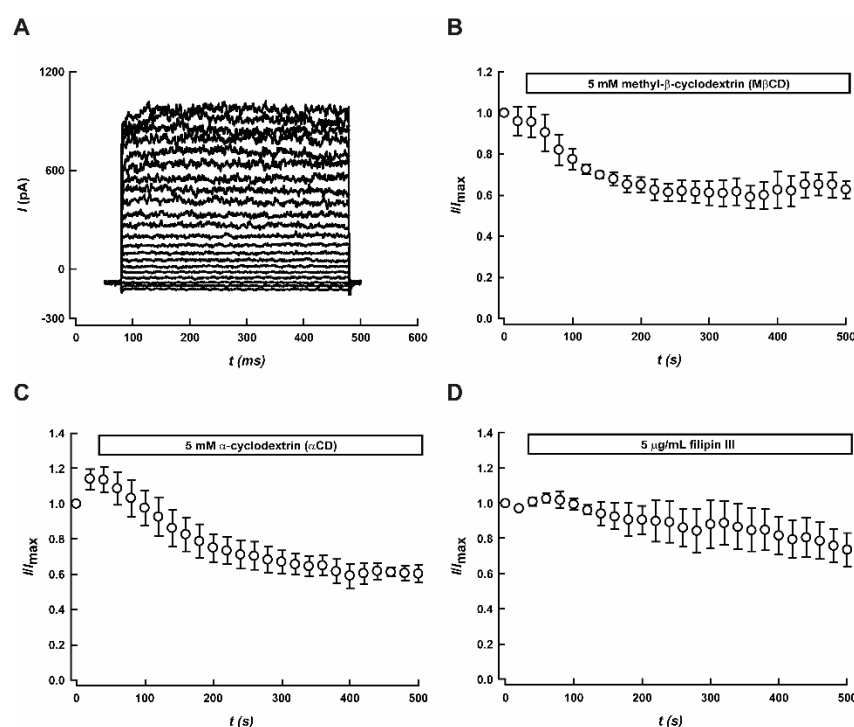 A
I (pA)
1200
600
0
-300
0 100 200 300 400 500 600
t (ms)
B
5 mM methyl-β-cyclodextrin (MβCD)
I/Imax
1.2
1.0
0.8
0.6
0.4
0.2
0.0
0 100 200 300 400 500
t (s)
C
5 mM α-cyclodextrin (αCD)
I/Imax
1.4
1.2
1.0
0.8
0.6
0.4
0.2
0.0
0 100 200 300 400 500
t (s)
D
5 μg/mL filipin III
I/Imax
1.4
1.2
1.0
0.8
0.6
0.4
0.2
0.0
0 100 200 300 400 500
t (s)